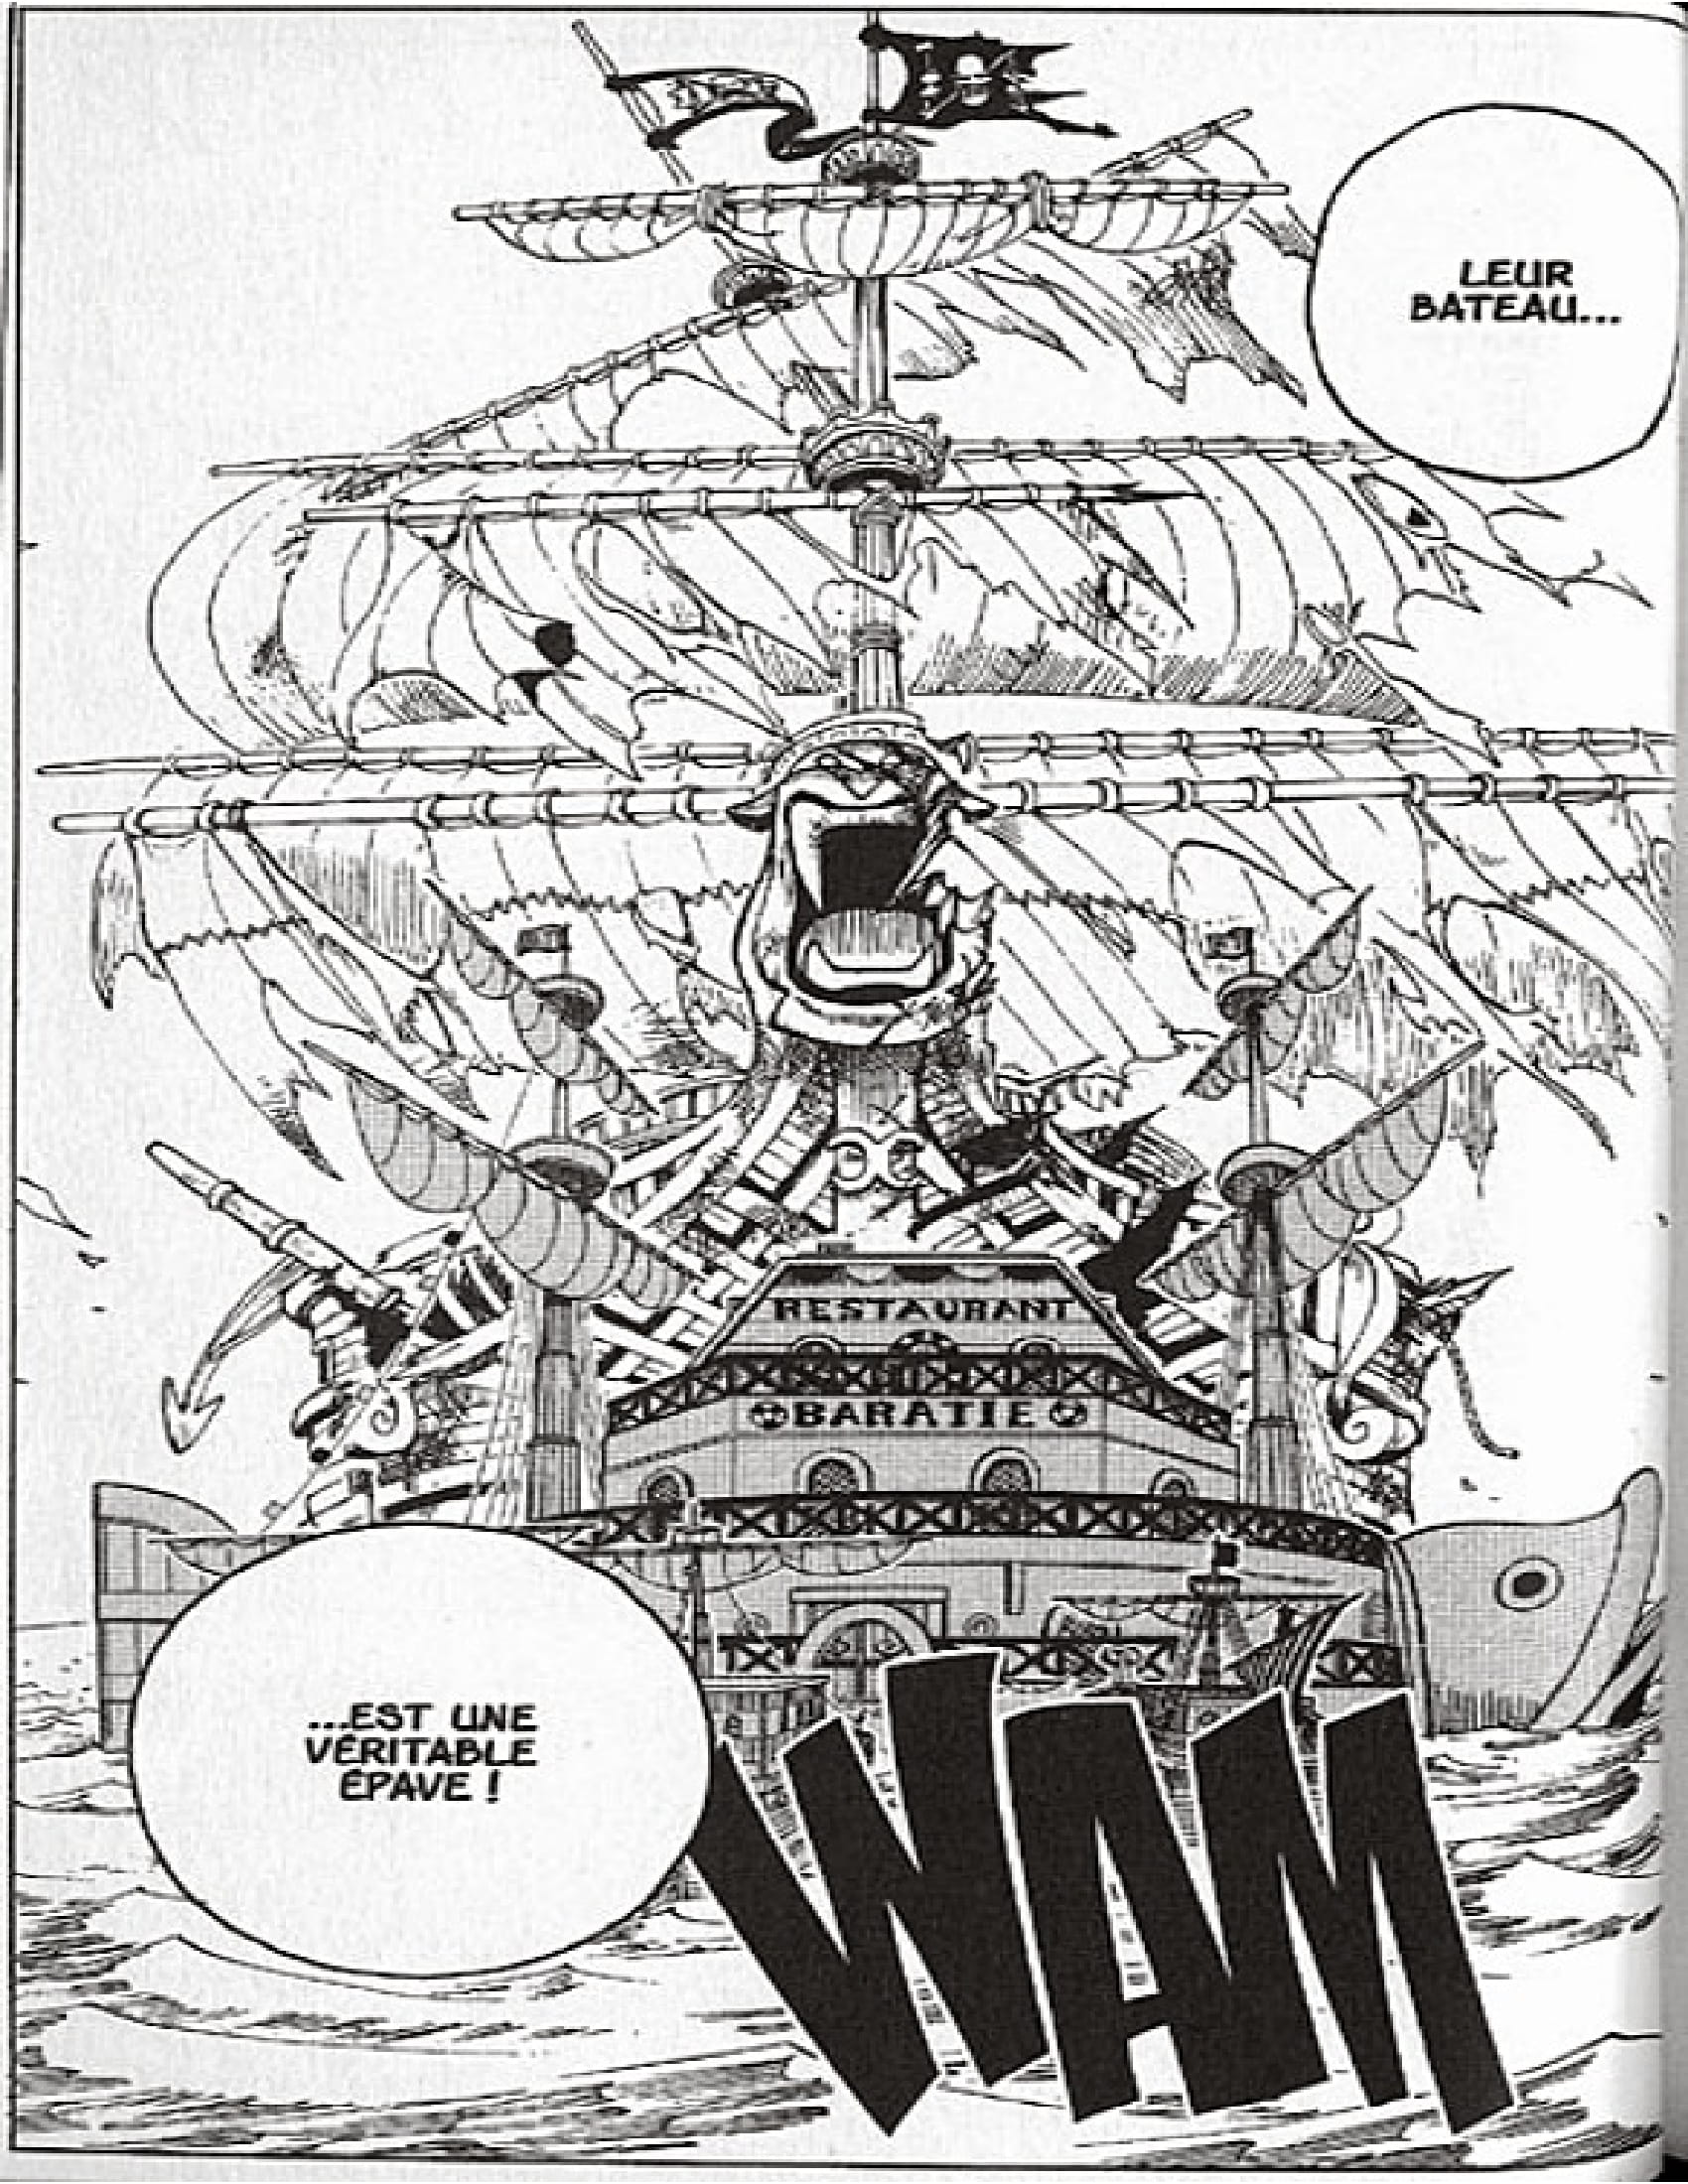 LEUR
BATEAU...
RESTAURANT
BARATIE
...EST UNE
VÉRITABLE
ÉPAVE !
WAM